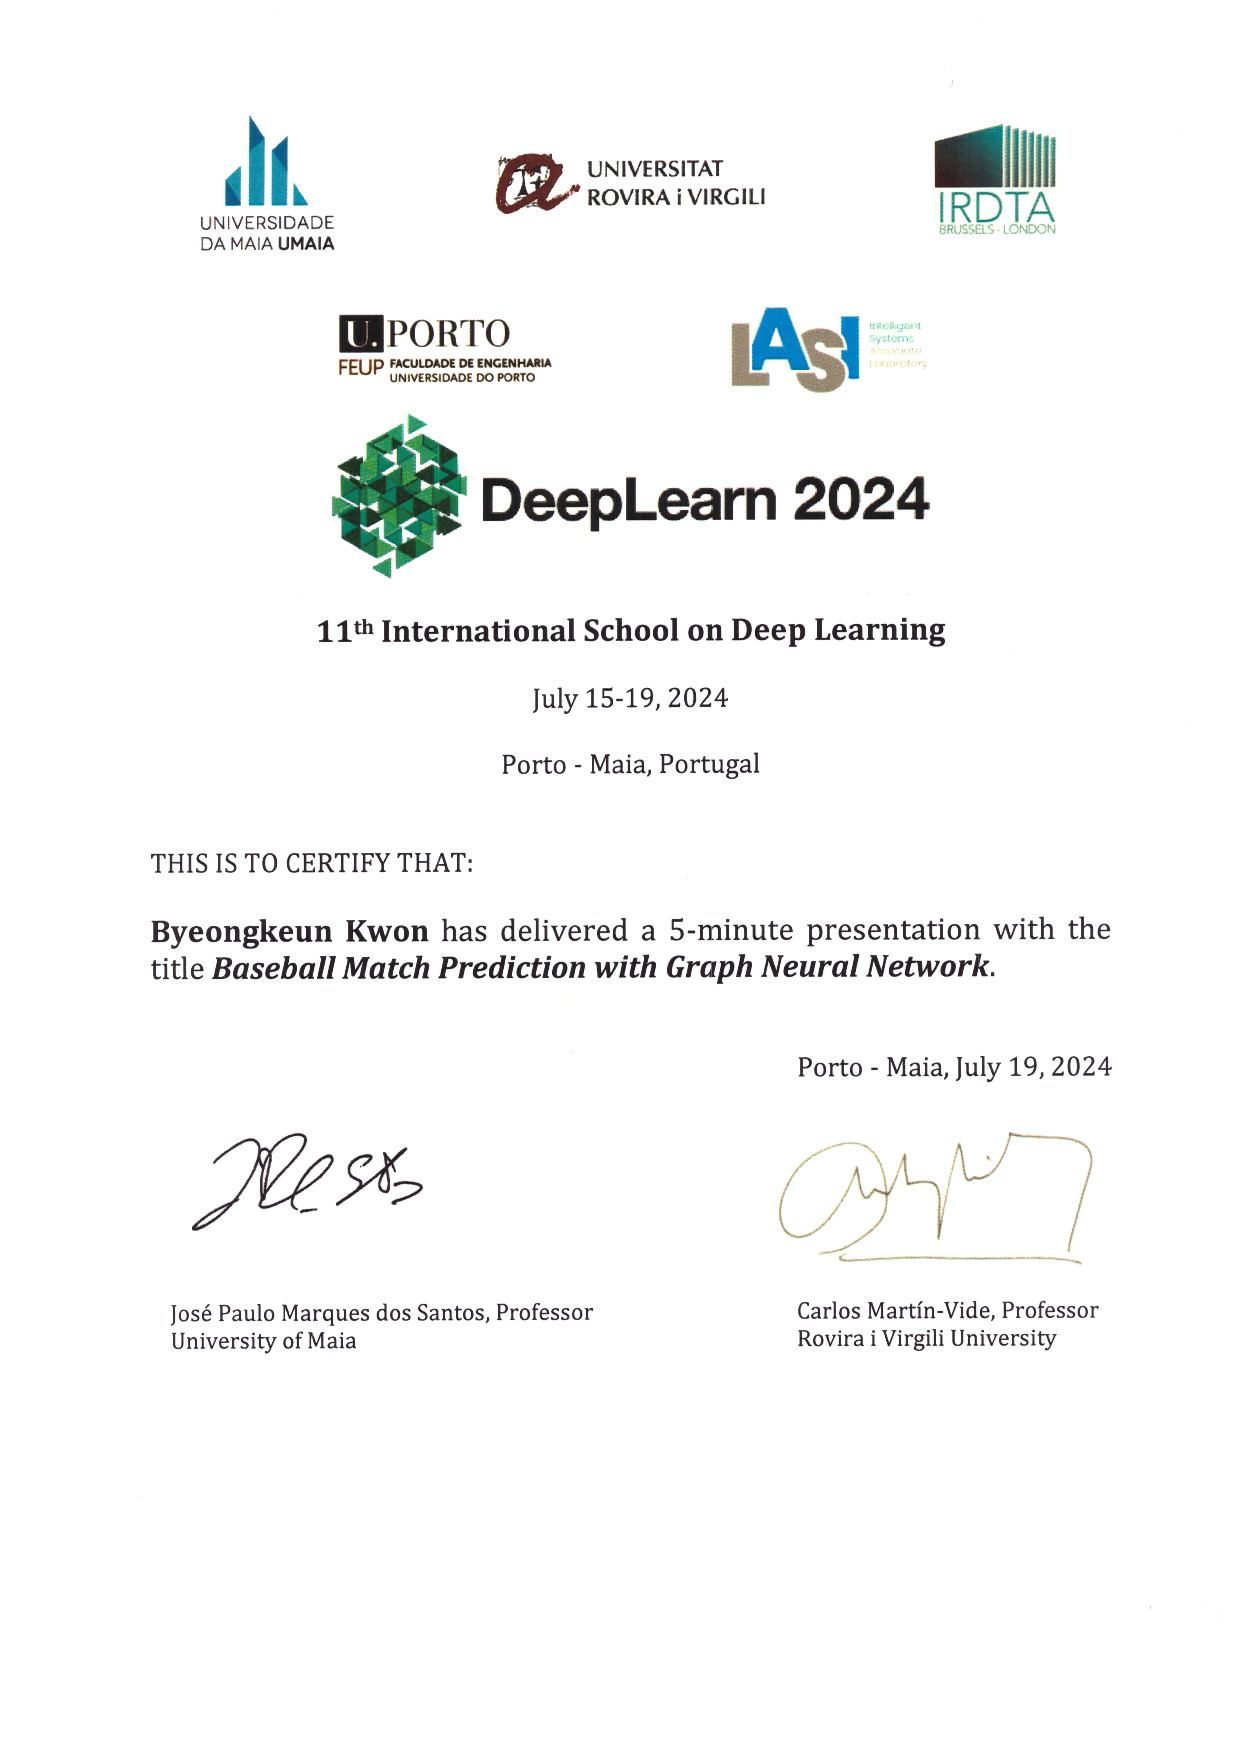 UNIVERSIDADE
DA MAIA UMAIA
UNIVERSITAT
ROVIRA i VIRGILI
IRDTA
BRUSSELS - LONDON
U.PORTO
FEUP FACULDADE DE ENGENHARIA
UNIVERSIDADE DO PORTO
LASI
Intelligent
Systems
Associate
Laboratory
DeepLearn 2024
11th International School on Deep Learning
July 15-19, 2024
Porto - Maia, Portugal
THIS IS TO CERTIFY THAT:
Byeongkeun Kwon has delivered a 5-minute presentation with the
title Baseball Match Prediction with Graph Neural Network.
Porto - Maia, July 19, 2024
José Paulo Marques dos Santos, Professor
University of Maia
Carlos Martín-Vide, Professor
Rovira i Virgili University